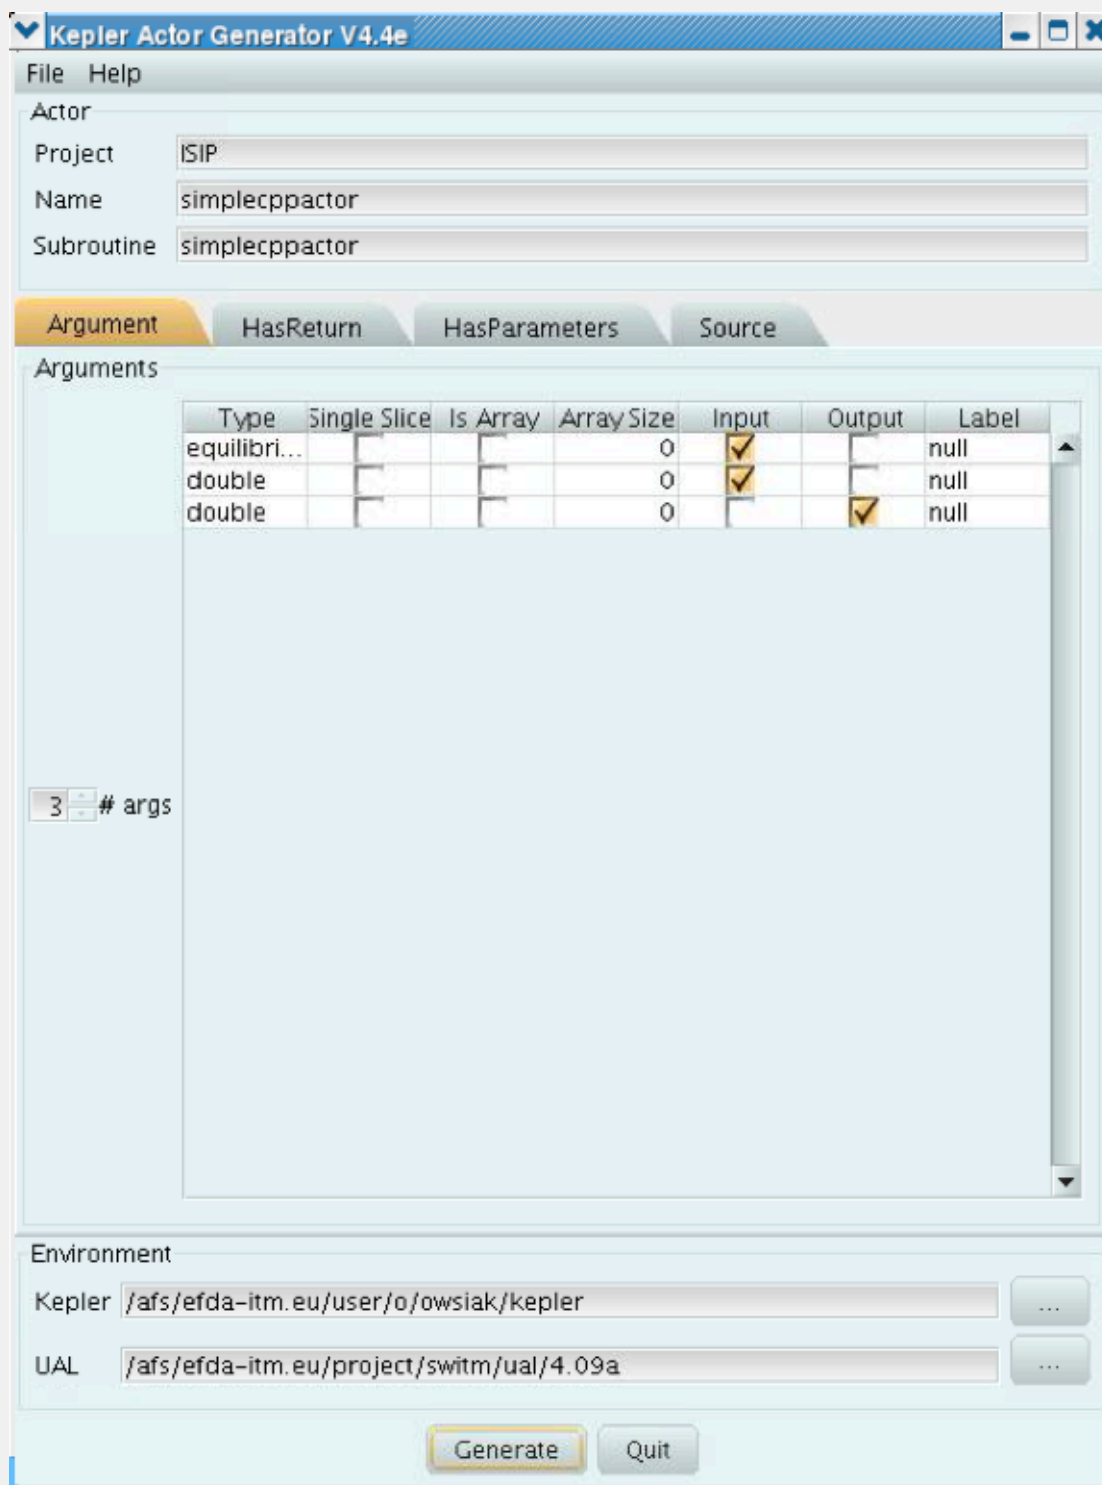 Kepler Actor Generator V4.4e
File Help
Actor
Project ISIP
Name simplecppactor
Subroutine simplecppactor
Argument HasReturn HasParameters Source
Arguments
Type Single Slice Is Array Array Size Input Output Label
equilibri... 0 null
double 0 null
double 0 null
3 # args
Environment
Kepler /afs/efda-itm.eu/user/o/owsiak/kepler ...
UAL /afs/efda-itm.eu/project/switm/ual/4.09a ...
Generate Quit